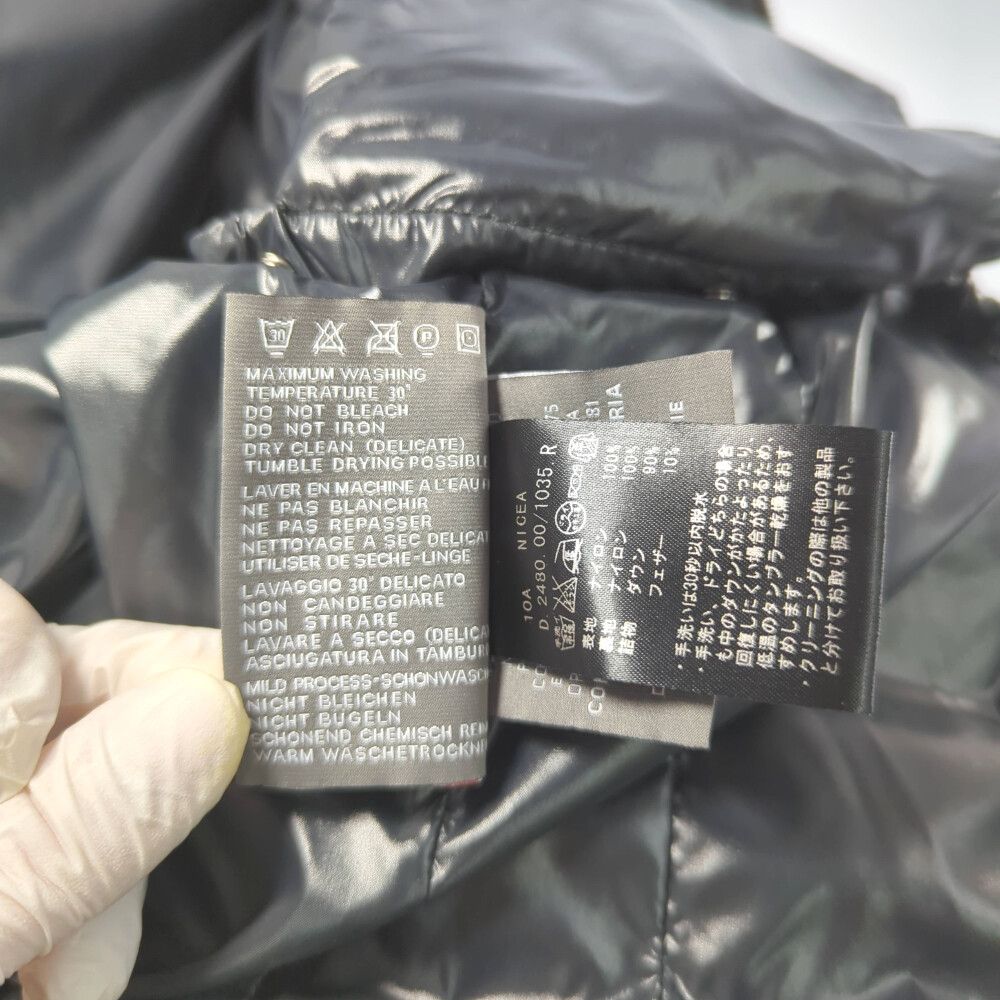 30
P
MAXIMUM WASHING
TEMPERATURE 30°
DO NOT BLEACH
DO NOT IRON
DRY CLEAN (DELICATE)
TUMBLE DRYING POSSIBL
LAVER EN MACHINE A L'EAU
NE PAS BLANCHIR
NE PAS REPASSER
NETTOYAGE A SEC DELICAT
UTILISER DE SECHE-LINGE
LAVAGGIO 30° DELICATO
NON CANDEGGIARE
NON STIRARE
LAVARE A SECCO (DELICA
ASCIUGATURA IN TAMBUR
MILD PROCESS-SCHONWASC
NICHT BLEICHEN
NICHT BUGELN
SCHONEND CHEMISCH REN
WARM WASCHETROCKN
10A NICEA
D. 2480. 00/1035 R
表地 ナイロン 100%
裏地 ナイロン 100%
詰物 ダウン 90%
フェザー 10%
・手洗いは30秒以内脱水
・手洗い、ドライどちらの場合
も中のダウンがかたよったり、
回復しにくい場合があるため、
低温のタンブラー乾燥をおす
すめします。
・クリーニングの際は他の製品
と分けてお取り扱い下さい。